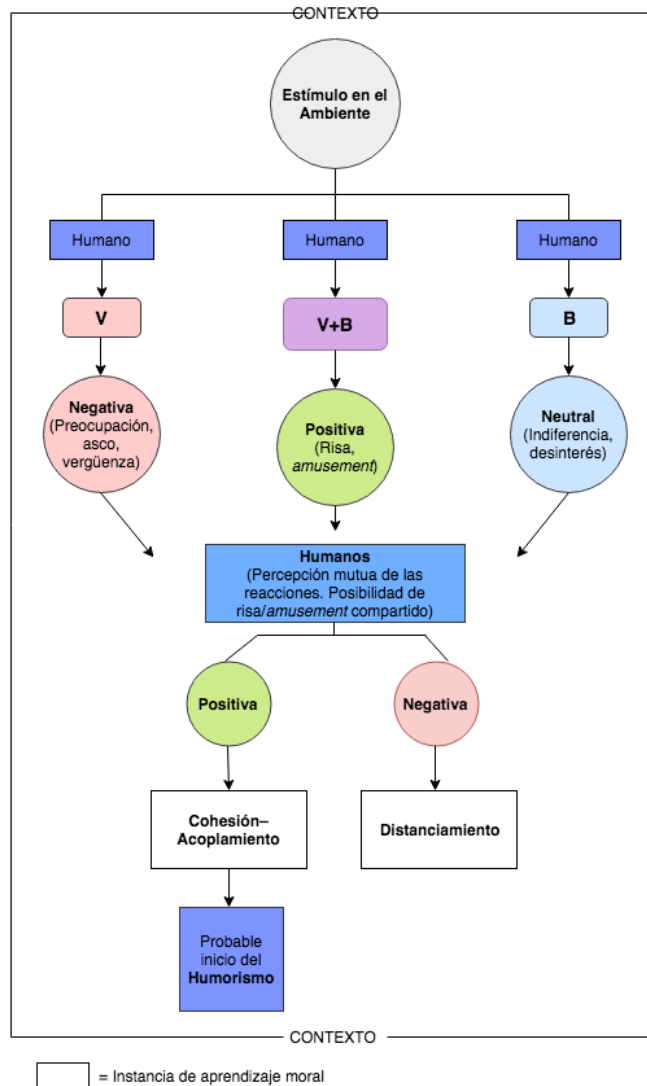 CONTEXTO
Estímulo en el
Ambiente
Humano
Humano
Humano
V
V+B
B
Negativa
(Preocupación,
asco,
vergüenza)
Positiva
(Risa,
amusement)
Neutral
(Indiferencia,
desinterés)
Humanos
(Percepción mutua de las
reacciones. Posibilidad de
risa/amusement compartido)
Positiva
Negativa
Cohesión–
Acoplamiento
Distanciamiento
Probable
inicio del
Humorismo
CONTEXTO
= Instancia de aprendizaje moral